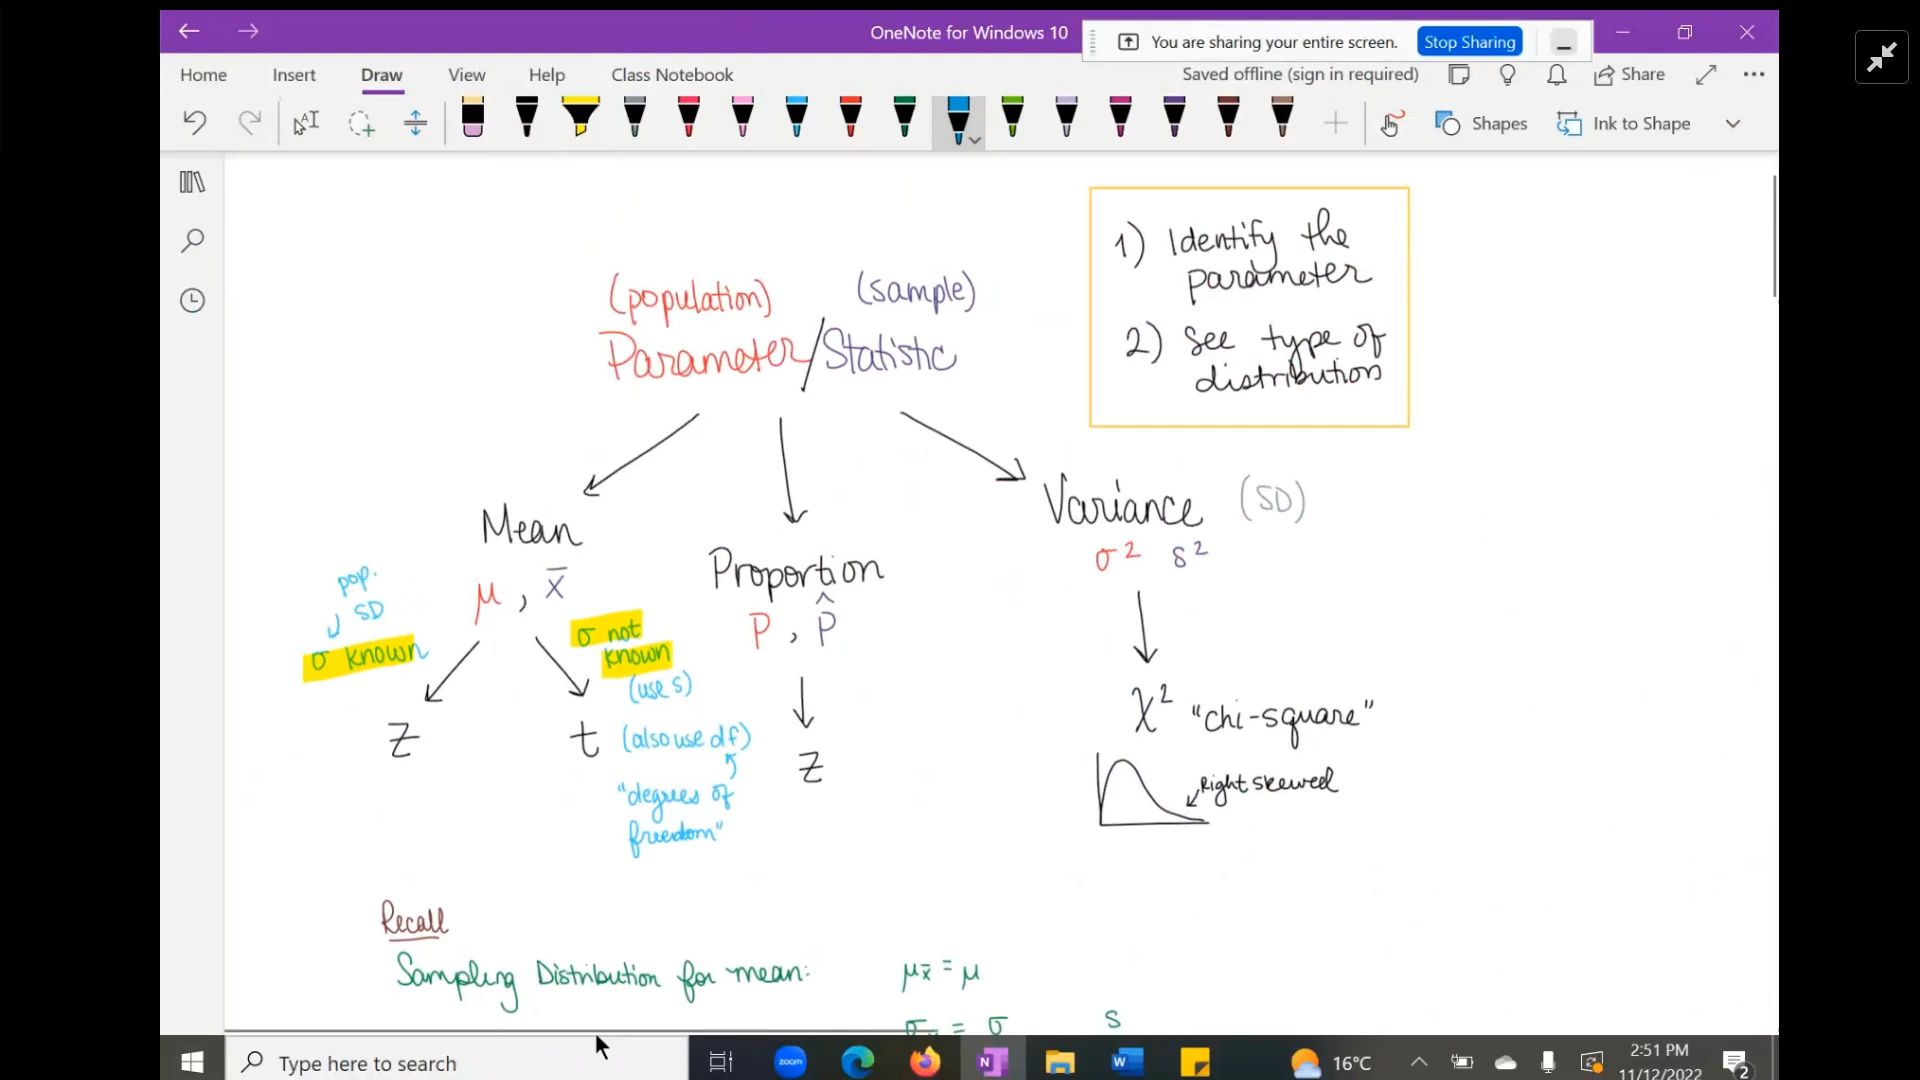 OneNote for Windows 10
You are sharing your entire screen.
Stop Sharing
Home Insert Draw View Help Class Notebook
Saved offline (sign in required)
Share
Shapes
Ink to Shape
1) Identify the
parameter
2) See type of
distribution
(population) (sample)
Parameter/Statistic
Mean
μ, x̄
pop.
SD
σ known
z
σ not
known
(use s)
t (also use df)
"degrees of
freedom"
Proportion
P, P̂
z
Variance (SD)
σ² s²
χ² "chi-square"
Right skewed
Recall
Sampling Distribution for mean: μx̄ = μ
= σ s
Type here to search
zoom
N
W
16°C
2:51 PM
11/12/2022
2